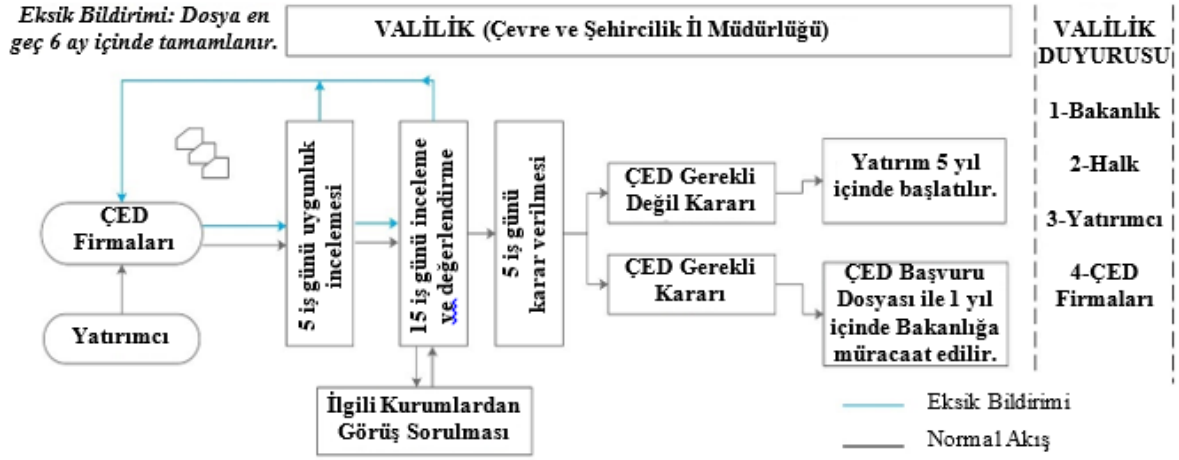 Eksik Bildirimi: Dosya en
geç 6 ay içinde tamamlanır.
VALİLİK (Çevre ve Şehircilik İl Müdürlüğü)
VALİLİK
DUYURUSU
1-Bakanlık
2-Halk
3-Yatırımcı
4-ÇED
Firmaları
ÇED
Firmaları
Yatırımcı
5 iş günü uygunluk
incelemesi
15 iş günü inceleme
ve değerlendirme
5 iş günü
karar verilmesi
ÇED Gerekli
Değil Kararı
Yatırım 5 yıl
içinde başlatılır.
ÇED Gerekli
Kararı
ÇED Başvuru
Dosyası ile 1 yıl
içinde Bakanlığa
müracaat edilir.
İlgili Kurumlardan
Görüş Sorulması
Eksik Bildirimi
Normal Akış